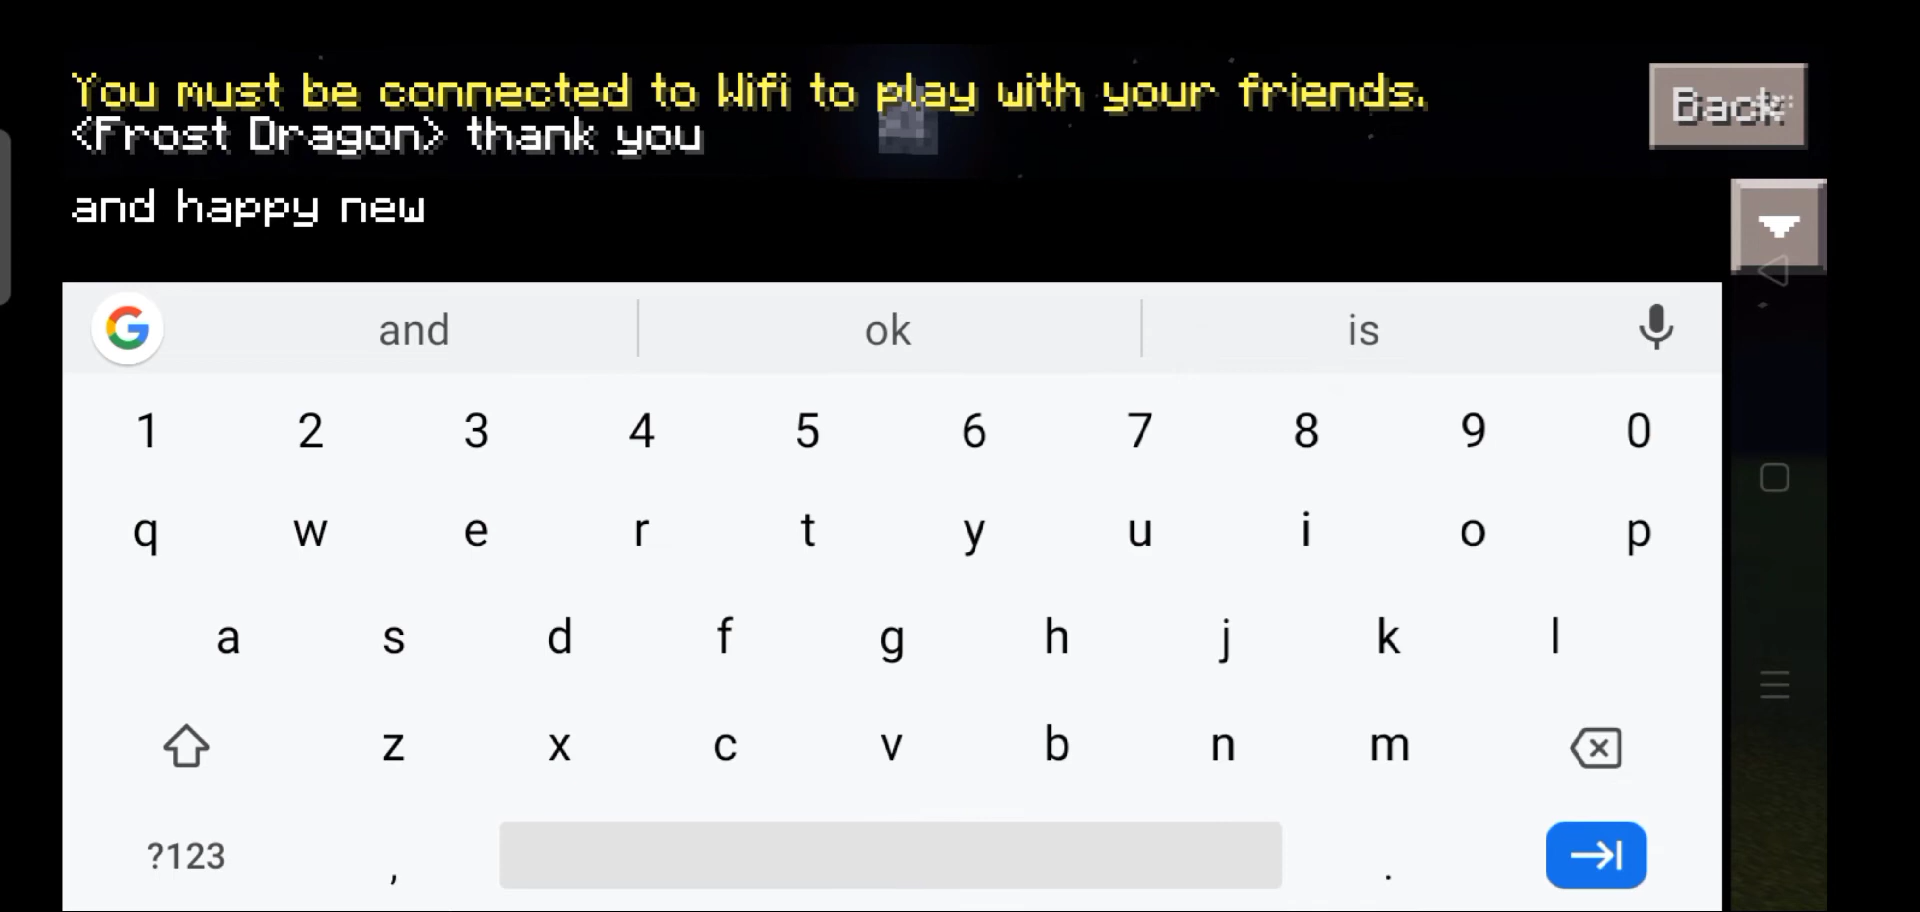 You must be connected to Wifi to play with your friends.
<Frost Dragon> thank you
Back
and happy new
and ok is
1 2 3 4 5 6 7 8 9 0
q w e r t y u i o p
a s d f g h j k l
z x c v b n m
?123 , .